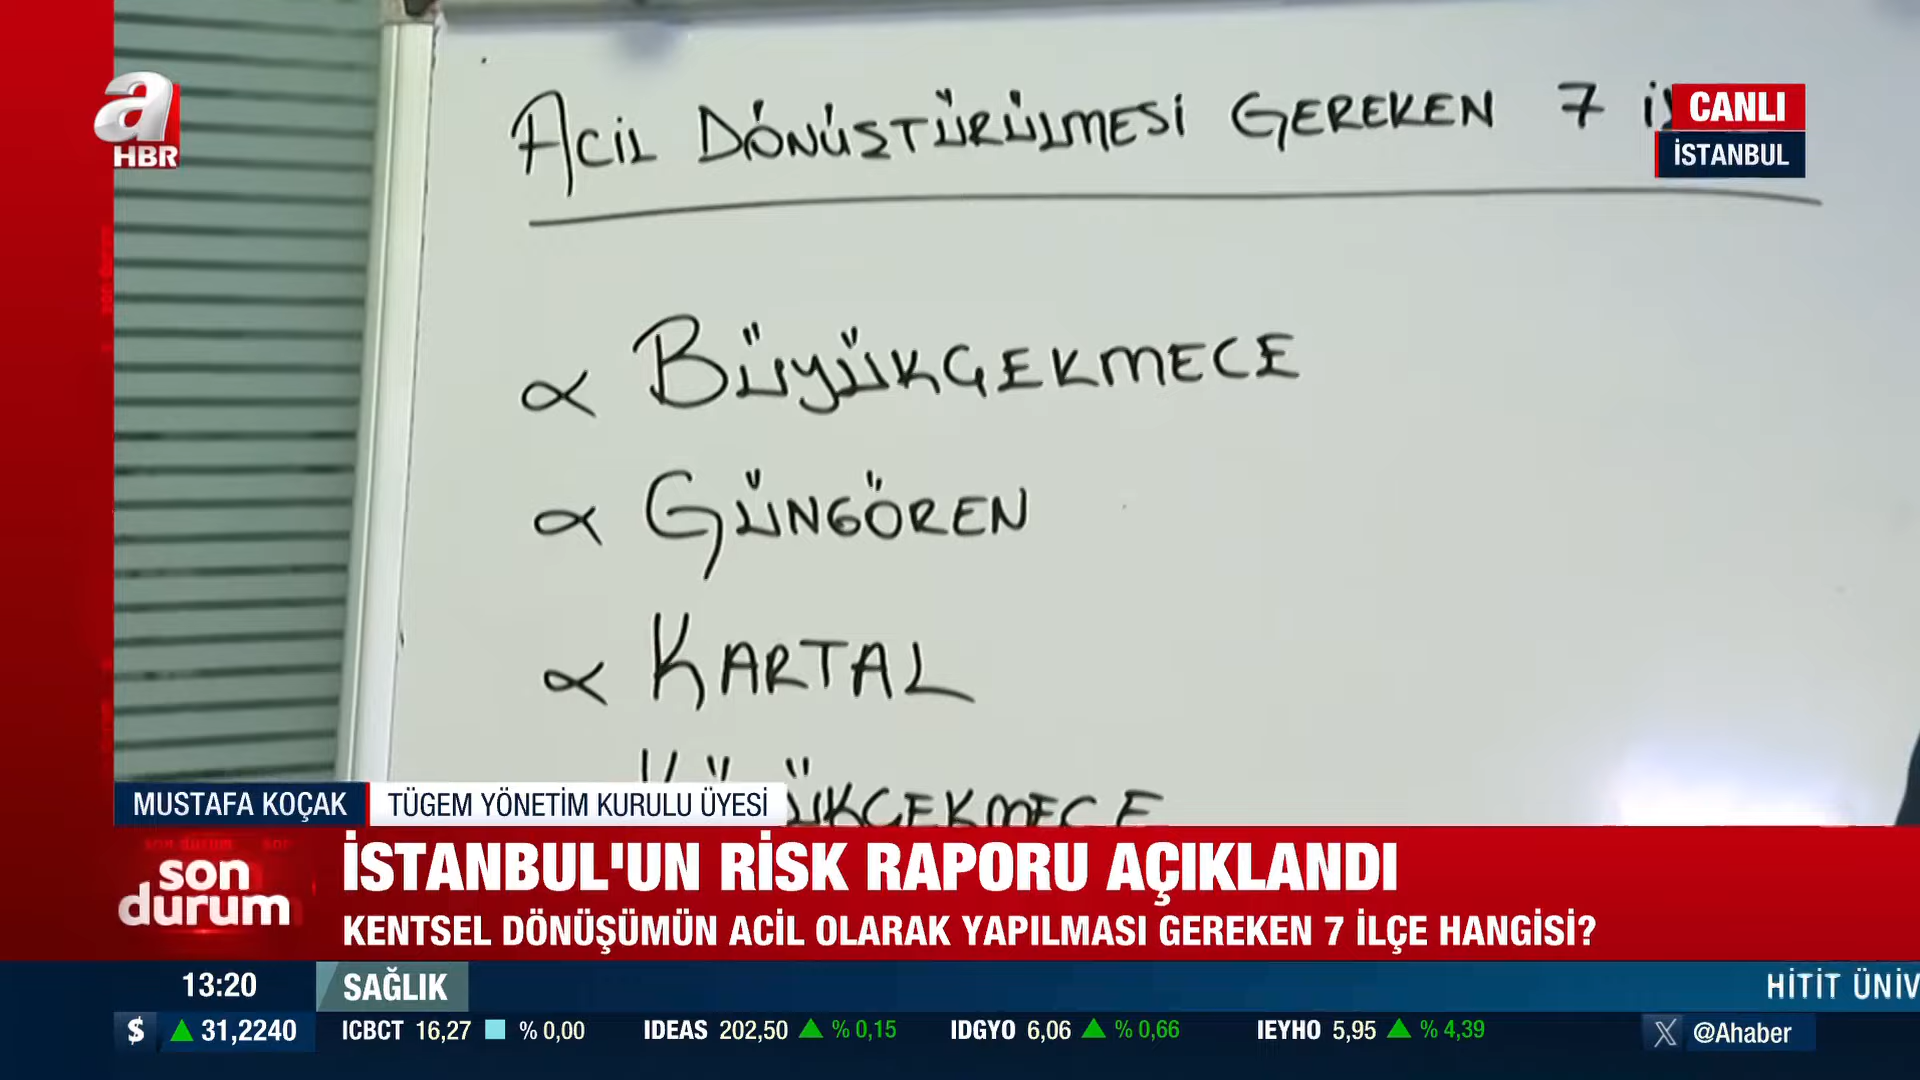 a
HBR
CANLI
İSTANBUL
ACİL DÖNÜŞTÜRÜLMESİ GEREKEN 7
∝ BÜYÜKÇEKMECE
∝ GÜNGÖREN
∝ KARTAL
KÜÇÜKÇEKMECE
MUSTAFA KOÇAK TÜGEM YÖNETİM KURULU ÜYESİ
son durum
İSTANBUL'UN RİSK RAPORU AÇIKLANDI
KENTSEL DÖNÜŞÜMÜN ACİL OLARAK YAPILMASI GEREKEN 7 İLÇE HANGİSİ?
13:20 SAĞLIK HİTİT ÜNİV
$ ▲ 31,2240 ICBCT 16,27 % 0,00 IDEAS 202,50 ▲ % 0,15 IDGYO 6,06 ▲ % 0,66 IEYHO 5,95 ▲ % 4,39 X @Ahaber